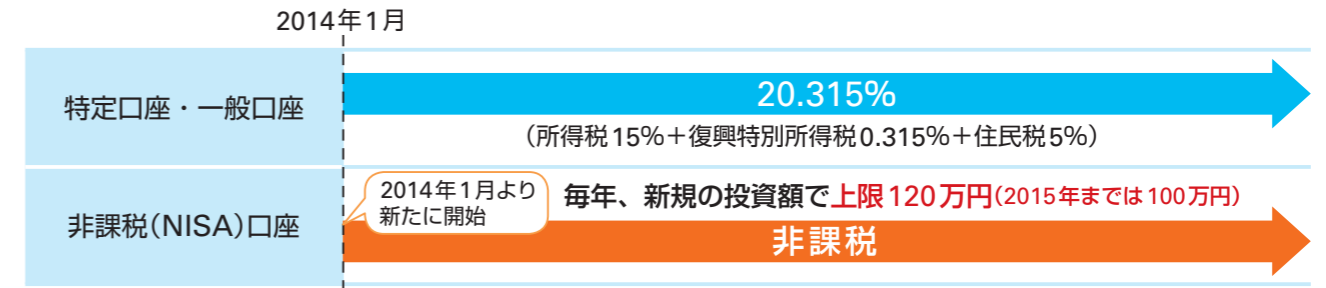 2014年1月
特定口座・一般口座
20.315%
(所得税15%＋復興特別所得税0.315%＋住民税5%)
非課税(NISA)口座
2014年1月より
新たに開始
毎年、新規の投資額で上限120万円(2015年までは100万円)
非課税